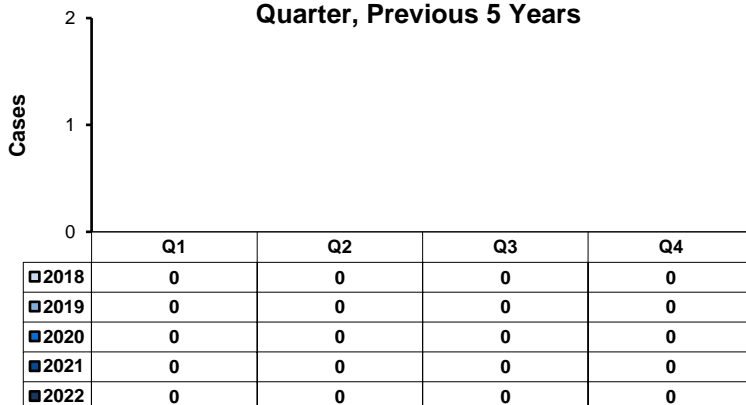 Quarter, Previous 5 Years
2
Cases
1
0
Q1 Q2 Q3 Q4
2018 0 0 0 0
2019 0 0 0 0
2020 0 0 0 0
2021 0 0 0 0
2022 0 0 0 0